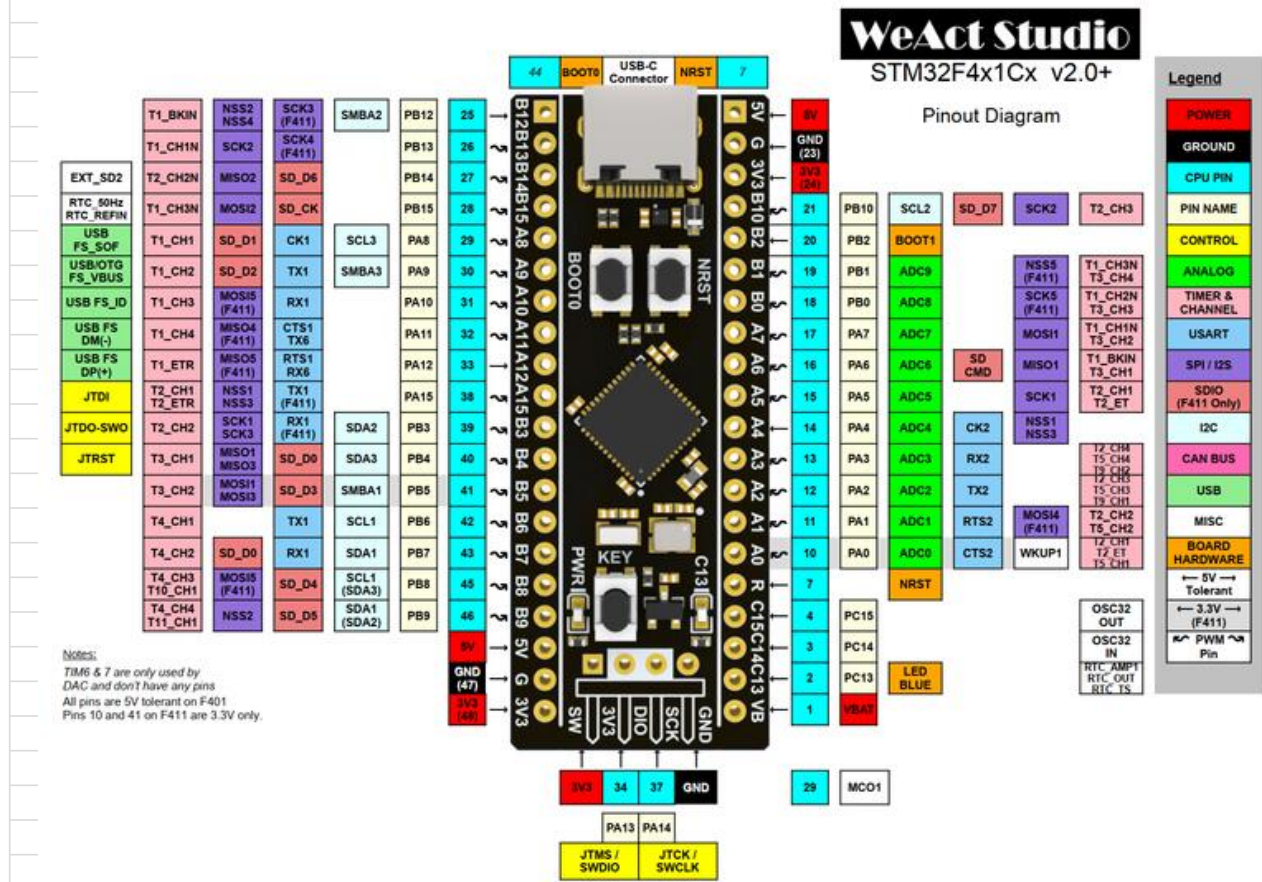 WeAct Studio
STM32F4x1Cx v2.0+
Pinout Diagram
44 BOOT0 USB-C Connector NRST 7
T1_BKIN NSS2 NSS4 SCK3 (F411) SMBA2 PB12 25 B12
T1_CH1N SCK2 SCK4 (F411) PB13 26 B13
EXT_SD2 T2_CH2N MISO2 SD_D6 PB14 27 B14
RTC_50Hz RTC_REFIN T1_CH3N MOSI2 SD_CK PB15 28 B15
USB FS_SOF T1_CH1 SD_D1 CK1 SCL3 PA8 29 A8
USB/OTG FS_VBUS T1_CH2 SD_D2 TX1 SMBA3 PA9 30 A9
USB FS_ID T1_CH3 MOSI5 (F411) RX1 PA10 31 A10
USB FS DM(-) T1_CH4 MISO4 (F411) CTS1 TX6 PA11 32 A11
USB FS DP(+) T1_ETR MISO5 (F411) RTS1 RX6 PA12 33 A12
JTDI T2_CH1 T2_ETR NSS1 NSS3 TX1 (F411) PA15 38 A15
JTDO-SWO T2_CH2 SCK1 SCK3 RX1 (F411) SDA2 PB3 39 B3
JTRST T3_CH1 MISO1 MISO3 SD_D0 SDA3 PB4 40 B4
T3_CH2 MOSI1 MOSI3 SD_D3 SMBA1 PB5 41 B5
T4_CH1 TX1 SCL1 PB6 42 B6
T4_CH2 SD_D0 RX1 SDA1 PB7 43 B7
T4_CH3 T10_CH1 MOSI5 (F411) SD_D4 SCL1 (SDA3) PB8 45 B8
T4_CH4 T11_CH1 NSS2 SD_D5 SDA1 (SDA2) PB9 46 B9
5V 5V
GND (47) G
3V3 (48) 3V3
BOOT0 NRST
PWR KEY C13
SW 3V3 DIO SCK GND
5V 5V
G GND (23)
3V3 3V3 (24)
B10 21 PB10 SCL2 SD_D7 SCK2 T2_CH3
B2 20 PB2 BOOT1
B1 19 PB1 ADC9 NSS5 (F411) T1_CH3N T3_CH4
B0 18 PB0 ADC8 SCK5 (F411) T1_CH2N T3_CH3
A7 17 PA7 ADC7 MOSI1 T1_CH1N T3_CH2
A6 16 PA6 ADC6 SD CMD MISO1 T1_BKIN T3_CH1
A5 15 PA5 ADC5 SCK1 T2_CH1 T2_ET
A4 14 PA4 ADC4 CK2 NSS1 NSS3
A3 13 PA3 ADC3 RX2 T2_CH4 T5_CH4 T9_CH2
A2 12 PA2 ADC2 TX2 T2_CH3 T5_CH3 T9_CH1
A1 11 PA1 ADC1 RTS2 MOSI4 (F411) T2_CH2 T5_CH2
A0 10 PA0 ADC0 CTS2 WKUP1 T2_CH1 T2_ET T5_CH1
R 7 NRST
C15 4 PC15 OSC32 OUT
C14 3 PC14 OSC32 IN
C13 2 PC13 LED BLUE RTC_AMP1 RTC_OUT RTC_TS
VB 1 VBAT
3V3 34 37 GND
29 MCO1
PA13 PA14
JTMS / SWDIO JTCK / SWCLK
Notes:
TIM6 & 7 are only used by
DAC and don't have any pins
All pins are 5V tolerant on F401
Pins 10 and 41 on F411 are 3.3V only.
Legend
POWER
GROUND
CPU PIN
PIN NAME
CONTROL
ANALOG
TIMER & CHANNEL
USART
SPI / I2S
SDIO (F411 Only)
I2C
CAN BUS
USB
MISC
BOARD HARDWARE
← 5V →
Tolerant
← 3.3V →
(F411)
PWM
Pin